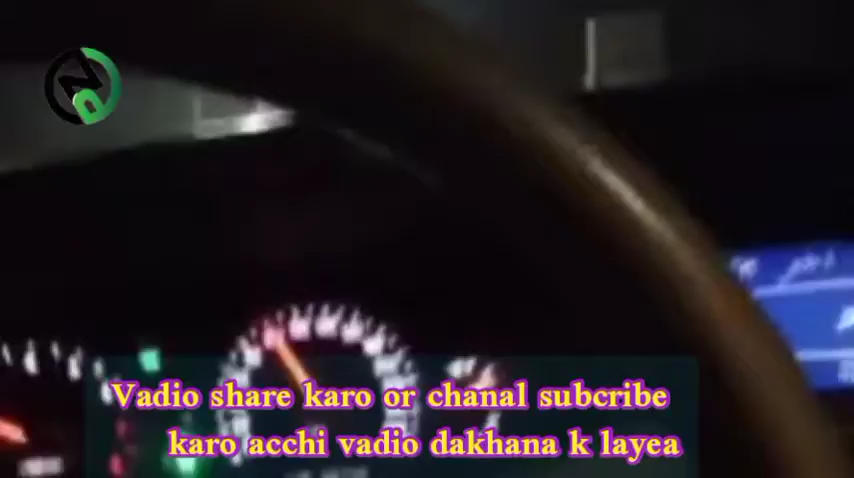 Vadio share karo or chanal subcribe
karo acchi vadio dakhana k layea